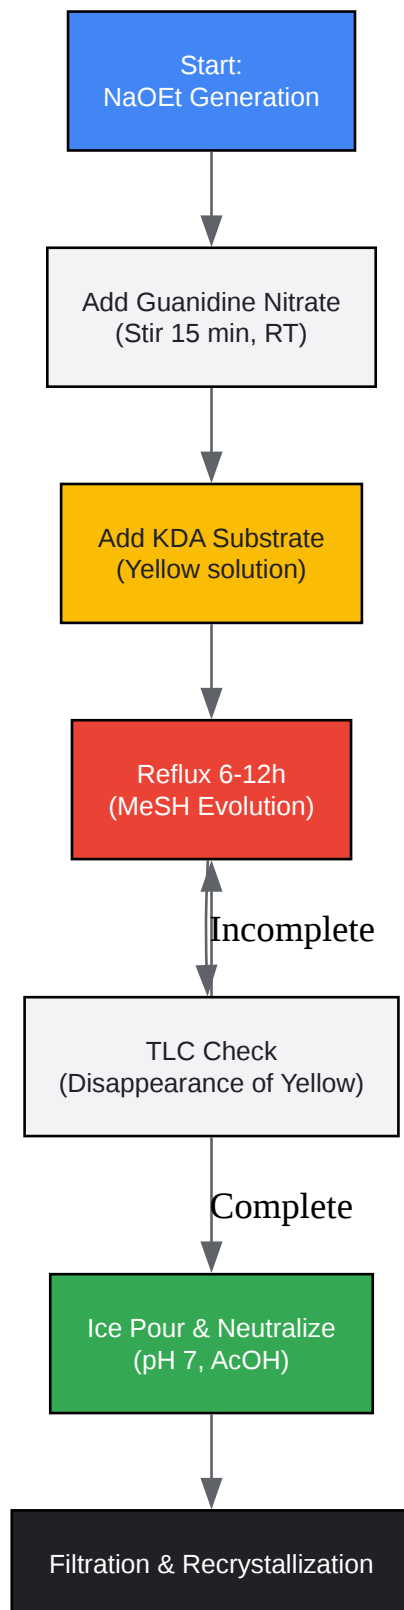 Start:
NaOEt Generation
Add Guanidine Nitrate
(Stir 15 min, RT)
Add KDA Substrate
(Yellow solution)
Reflux 6-12h
(MeSH Evolution)
Incomplete
TLC Check
(Disappearance of Yellow)
Complete
Ice Pour & Neutralize
(pH 7, AcOH)
Filtration & Recrystallization